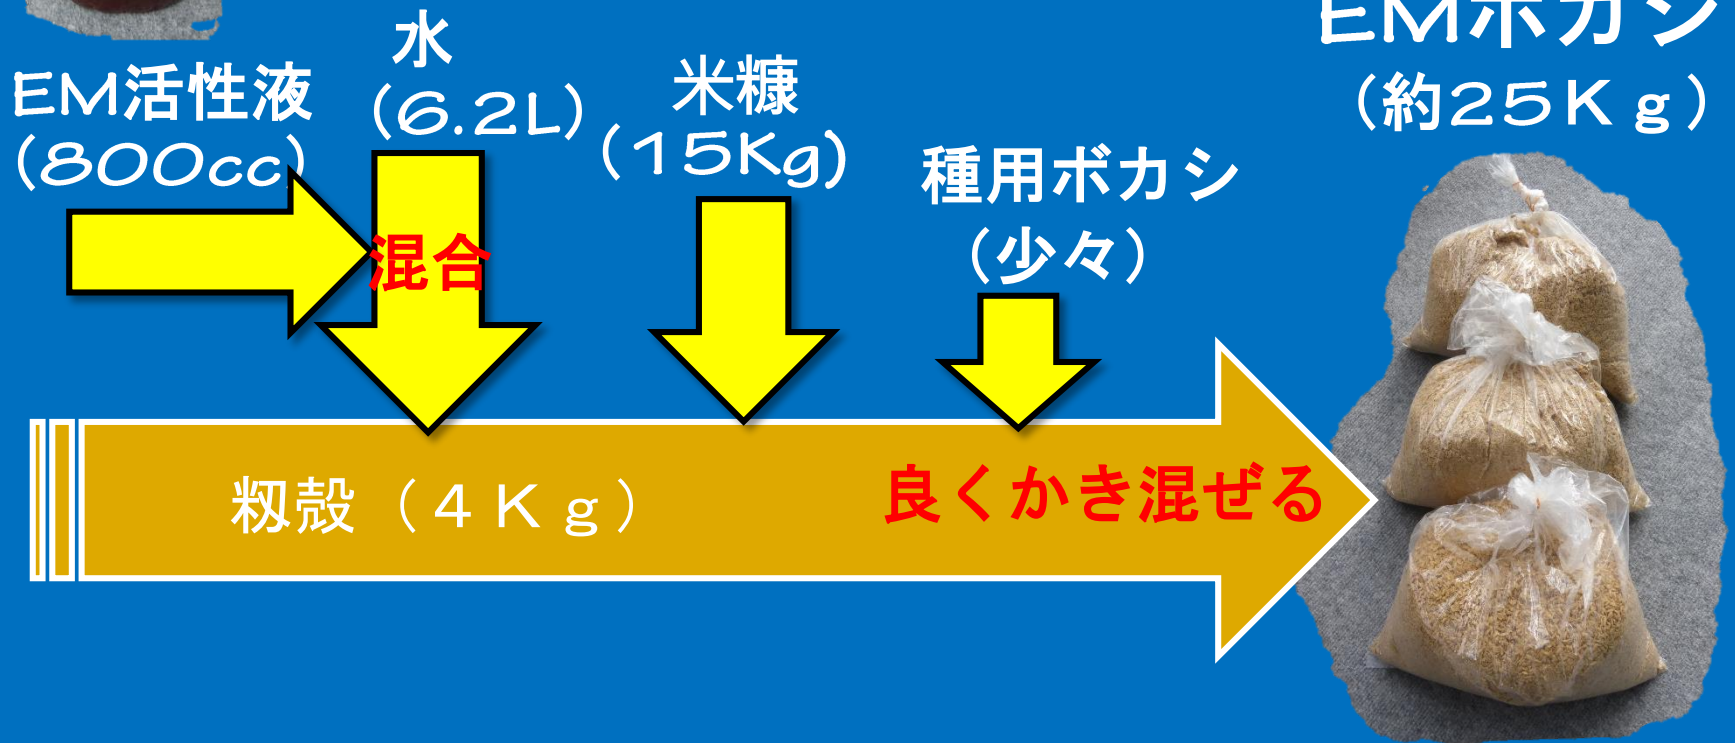 水
EM活性液
(800cc)
(6.2L)
米糠
(15Kg)
種用ボカシ
(少々)
EMボカシ
(約25Kg)
混合
籾殻(4Kg)
良くかき混ぜる